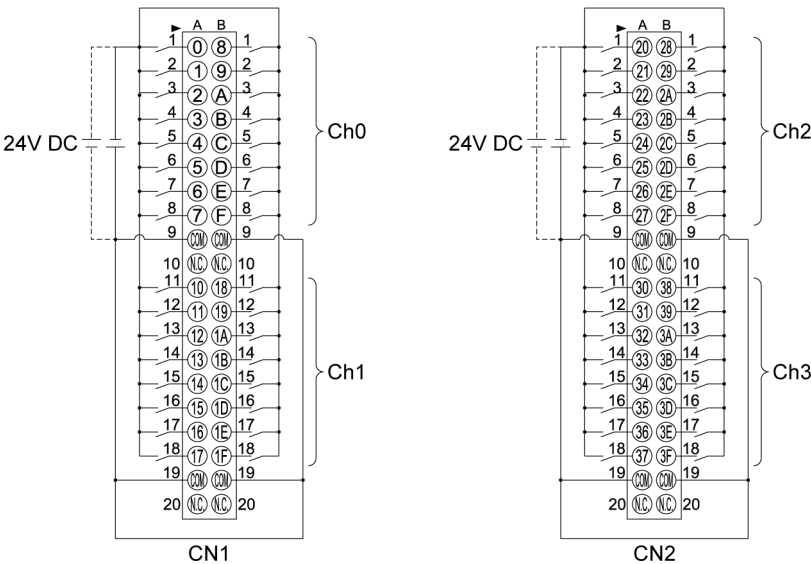 A B A B
1 0 8 1 1 20 28 1
2 1 9 2 2 21 29 2
3 2 A 3 3 22 2A 3
4 3 B 4 4 23 2B 4
Ch0 Ch2
24V DC 5 4 C 5 24V DC 5 24 2C 5
6 5 D 6 6 25 2D 6
7 6 E 7 7 26 2E 7
8 7 F 8 8 27 2F 8
9 COM COM 9 9 COM COM 9
10 N.C. N.C. 10 10 N.C. N.C. 10
11 10 18 11 11 30 38 11
12 11 19 12 12 31 39 12
13 12 1A 13 13 32 3A 13
14 13 1B 14 14 33 3B 14
Ch1 Ch3
15 14 1C 15 15 34 3C 15
16 15 1D 16 16 35 3D 16
17 16 1E 17 17 36 3E 17
18 17 1F 18 18 37 3F 18
19 COM COM 19 19 COM COM 19
20 N.C. N.C. 20 20 N.C. N.C. 20
CN1 CN2